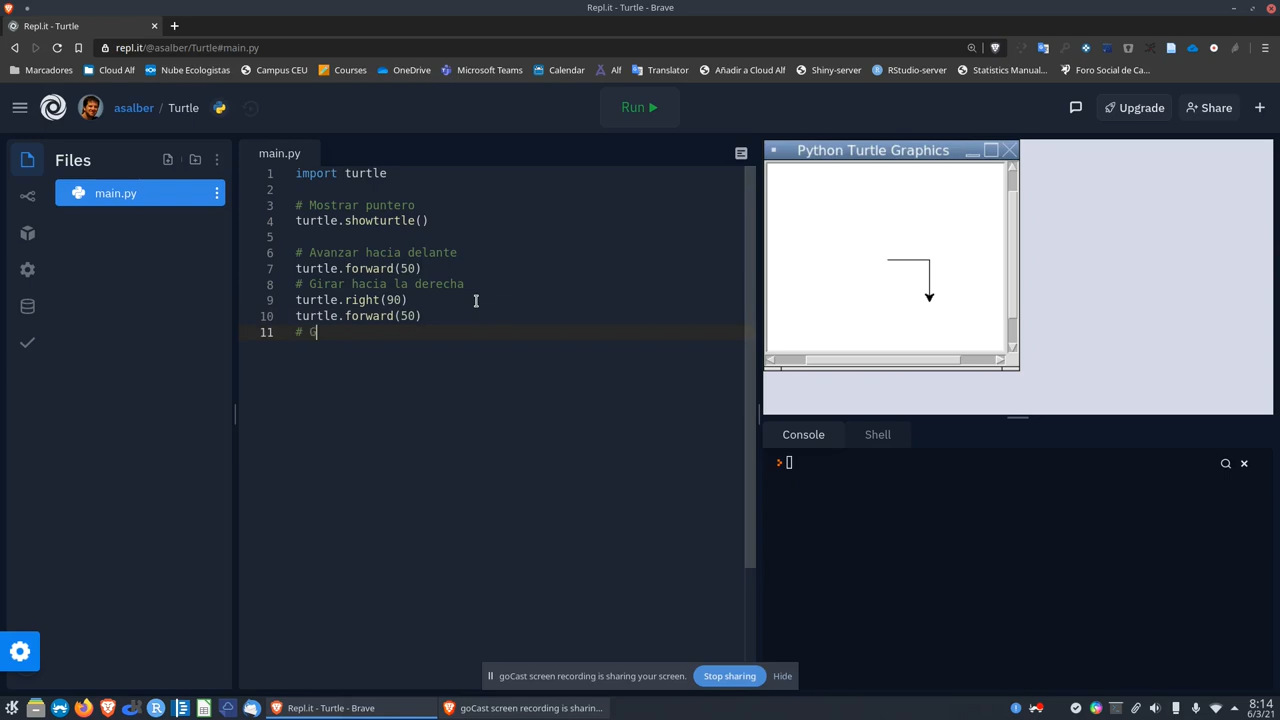 Repl.it - Turtle - Brave
Repl.it - Turtle
repl.it/@asalber/Turtle#main.py
Marcadores Cloud Alf Nube Ecologistas Campus CEU Courses OneDrive Microsoft Teams Calendar Alf Translator Añadir a Cloud Alf Shiny-server RStudio-server Statistics Manual... Foro Social de Ca...
asalber / Turtle Run Upgrade Share
Files main.py Python Turtle Graphics
main.py
1 import turtle
2
3 # Mostrar puntero
4 turtle.showturtle()
5
6 # Avanzar hacia delante
7 turtle.forward(50)
8 # Girar hacia la derecha
9 turtle.right(90)
10 turtle.forward(50)
11 # G
Console Shell
goCast screen recording is sharing your screen. Stop sharing Hide
Repl.it - Turtle - Brave goCast screen recording is sharin... 8:14
6/3/21